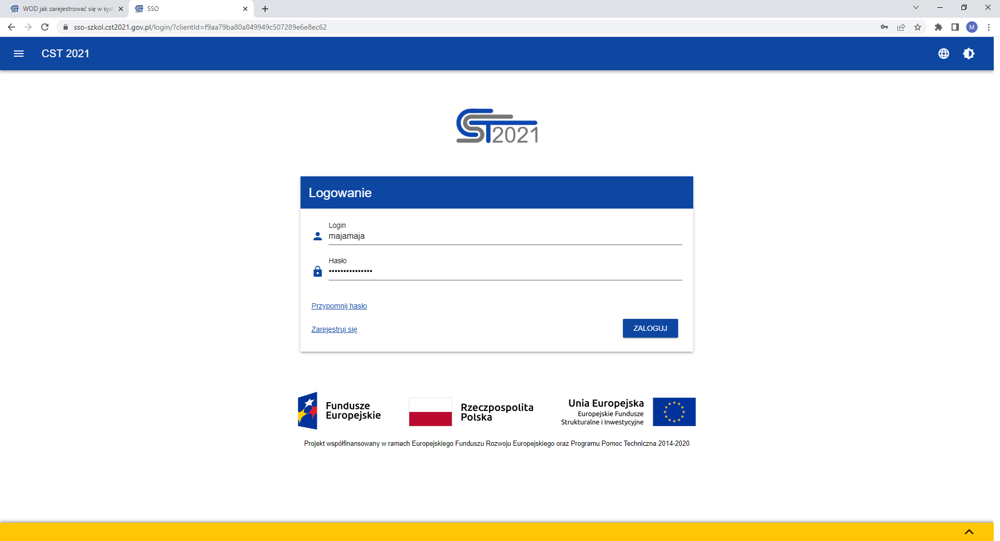 WOD jak zarejestrować się w syst
SSO
sso-szkol.cst2021.gov.pl/login/?clientId=f9aa79ba80a849949c507289e6e8ec62
M
CST 2021
CST2021
Logowanie
Login
majamaja
Hasło
•••••••••••••••
Przypomnij hasło
Zarejestruj się
ZALOGUJ
Fundusze
Europejskie
Rzeczpospolita
Polska
Unia Europejska
Europejskie Fundusze
Strukturalne i Inwestycyjne
Projekt współfinansowany w ramach Europejskiego Funduszu Rozwoju Europejskiego oraz Programu Pomoc Techniczna 2014-2020